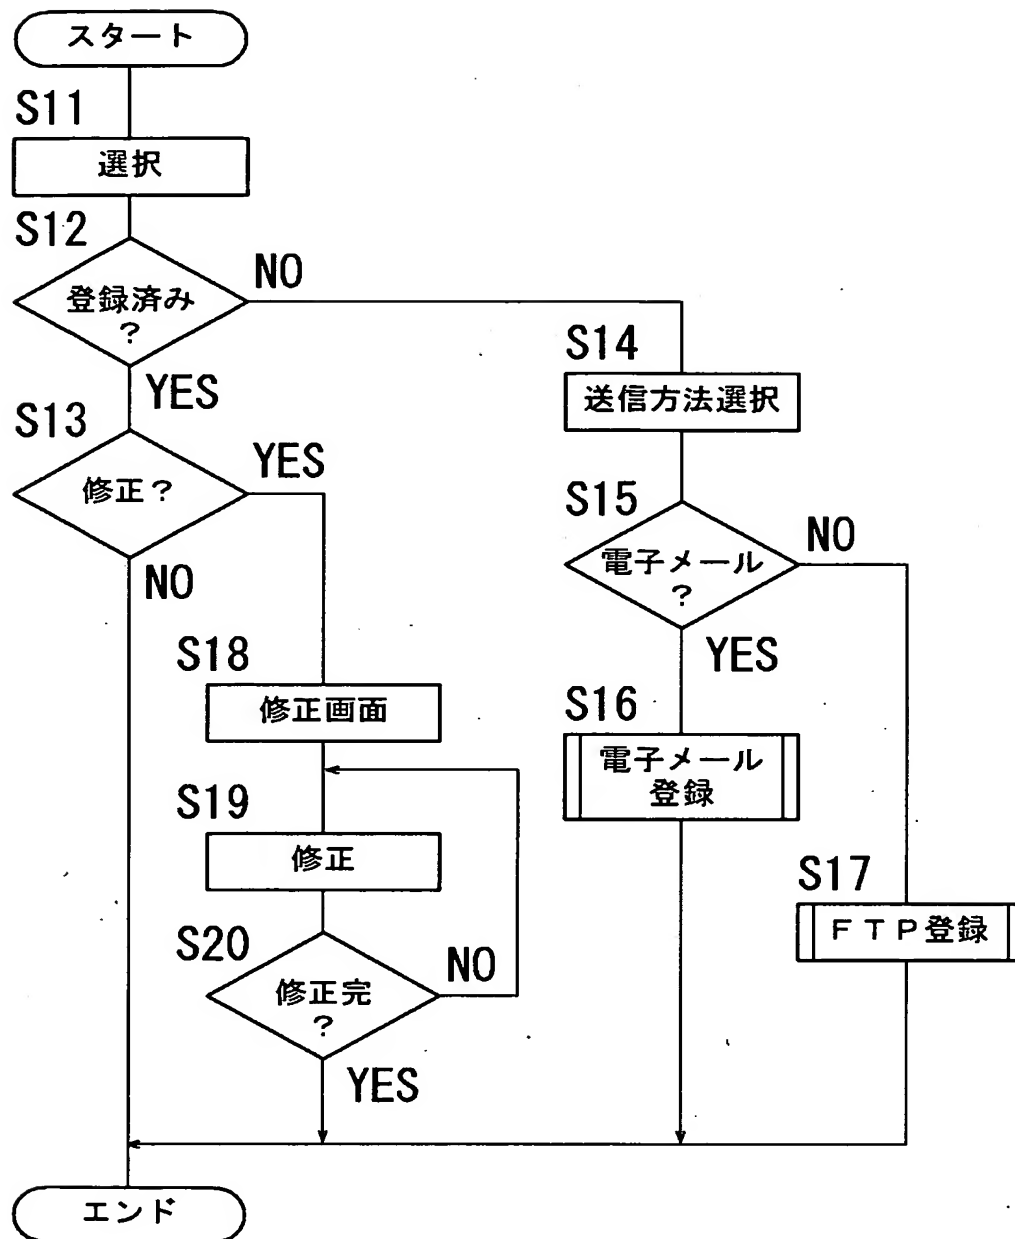 スタート
S11
選択
S12
登録済み
?
NO
YES
S13
修正?
YES
NO
S14
送信方法選択
S15
電子メール
?
NO
YES
S16
電子メール
登録
S17
FTP登録
S18
修正画面
S19
修正
S20
修正完
?
NO
YES
エンド